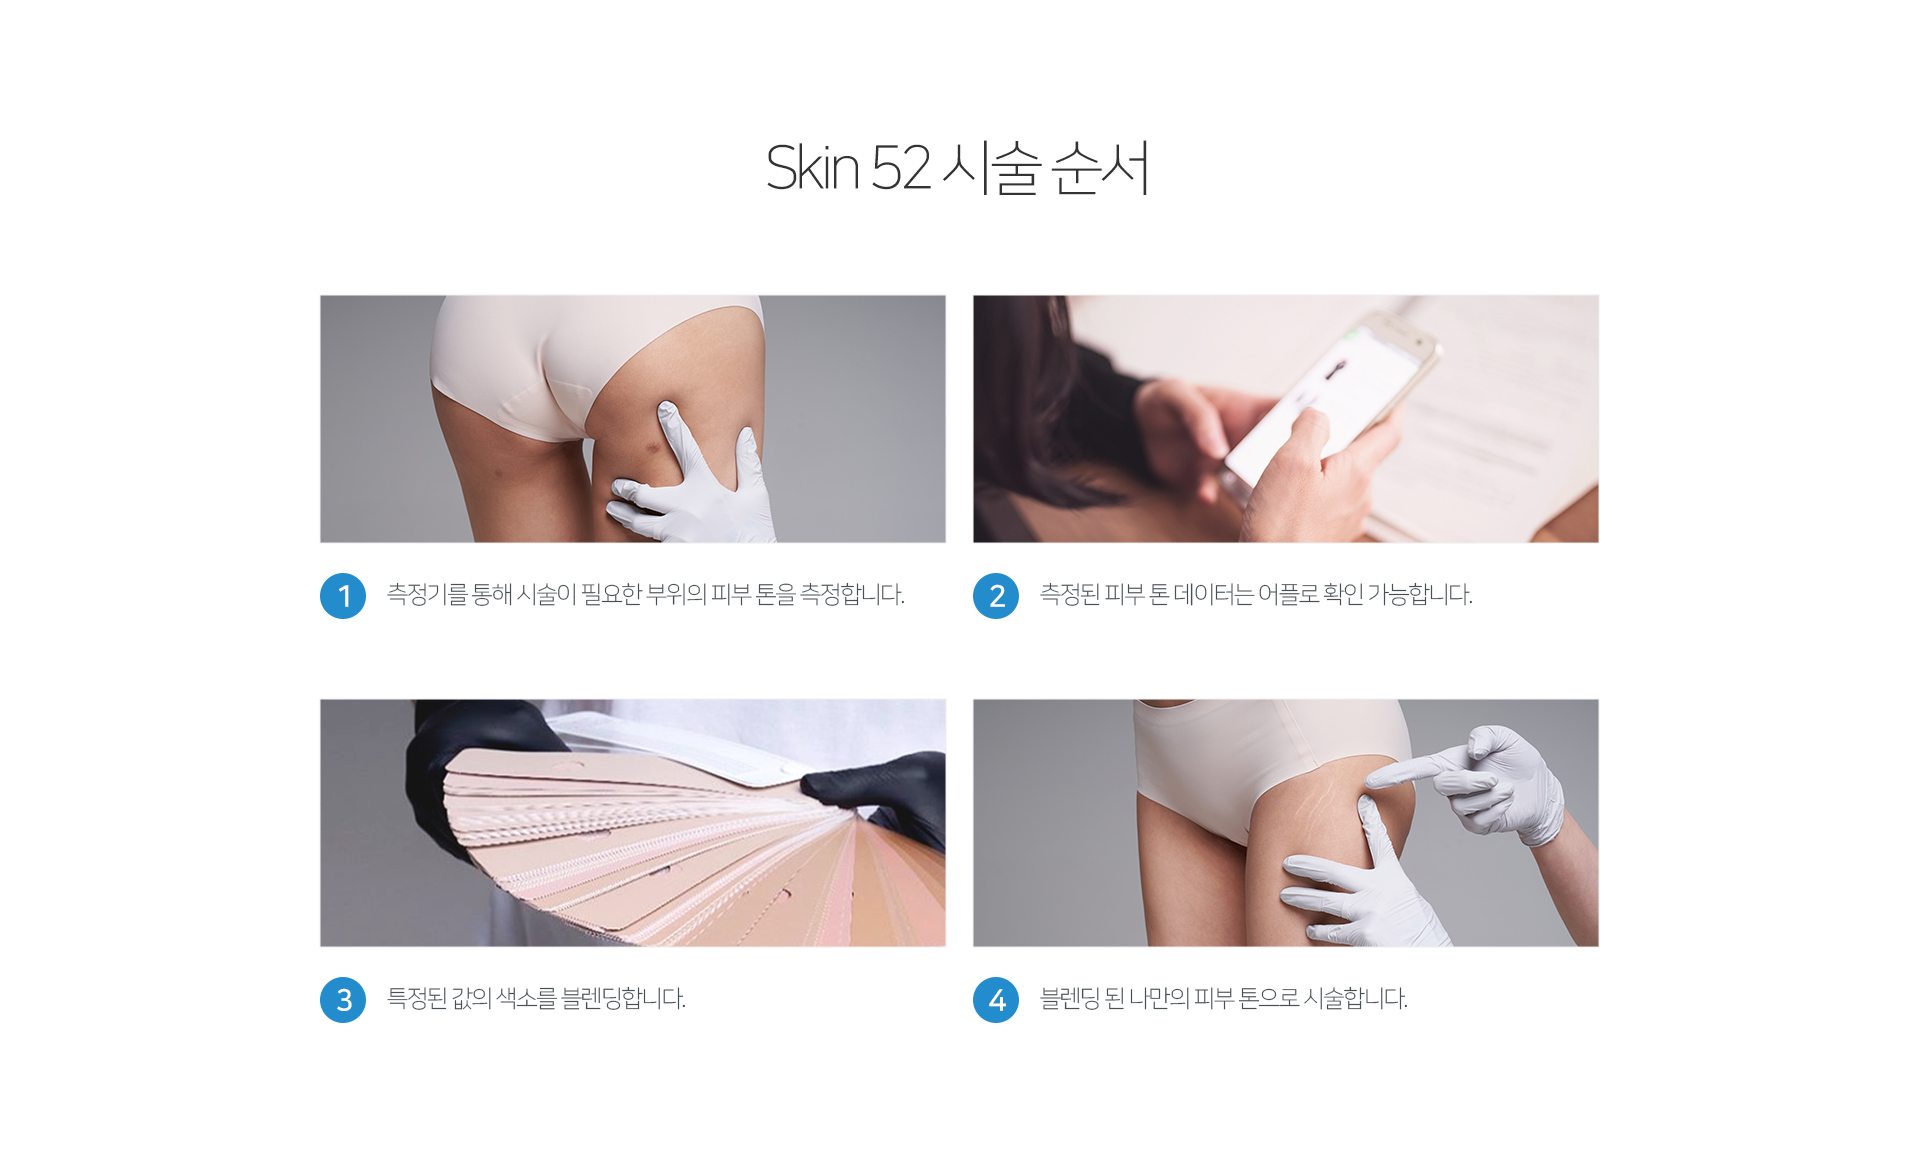 Skin 52 시술 순서
1 측정기를 통해 시술이 필요한 부위의 피부 톤을 측정합니다.
2 측정된 피부 톤 데이터는 어플로 확인 가능합니다.
3 특정된 값의 색소를 블렌딩합니다.
4 블렌딩 된 나만의 피부 톤으로 시술합니다.